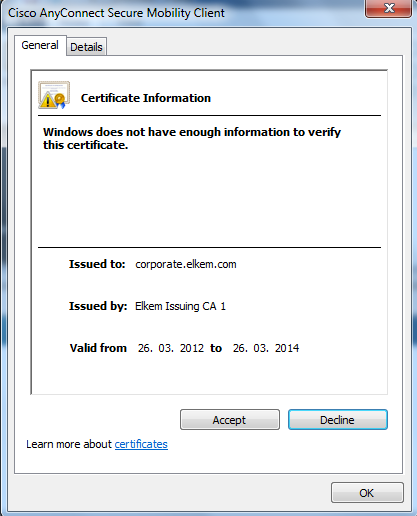 Cisco AnyConnect Secure Mobility Client
General Details
Certificate Information
Windows does not have enough information to verify
this certificate.
Issued to: corporate.elkem.com
Issued by: Elkem Issuing CA 1
Valid from 26. 03. 2012 to 26. 03. 2014
Accept Decline
Learn more about certificates
OK